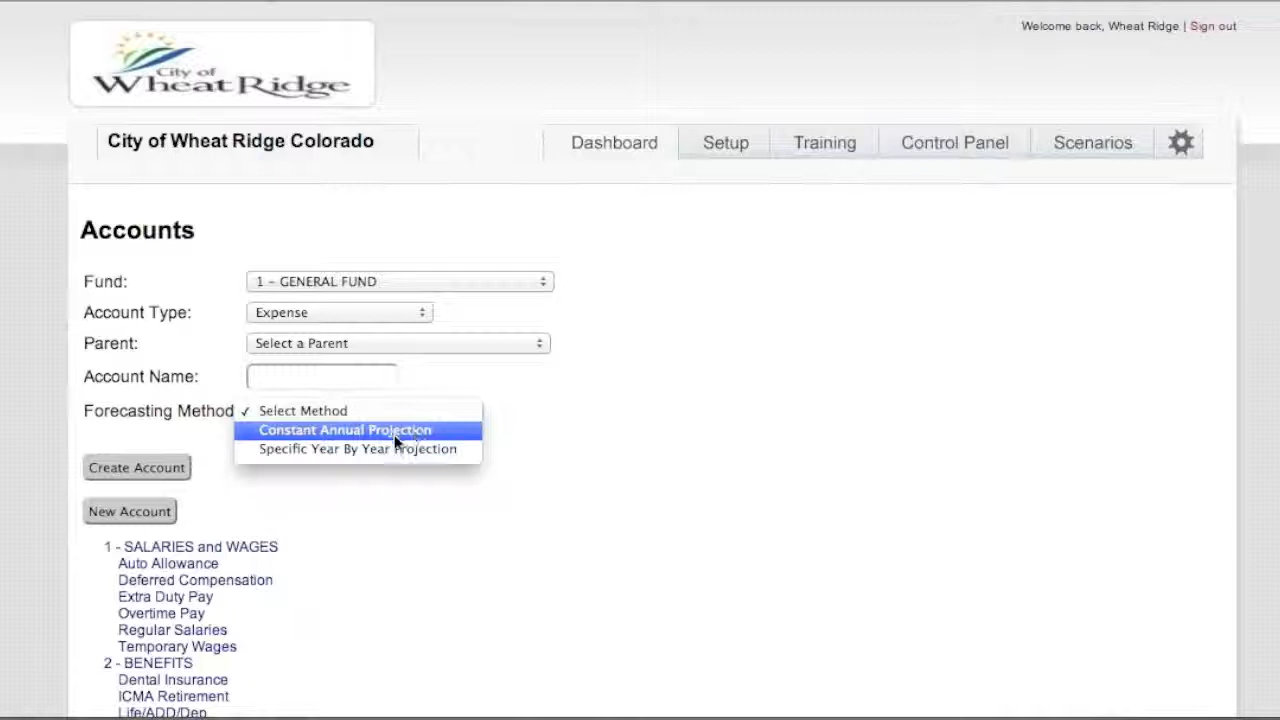 Welcome back, Wheat Ridge | Sign out
City of
Wheat Ridge
City of Wheat Ridge Colorado
Dashboard
Setup
Training
Control Panel
Scenarios
Accounts
Fund:
1 - GENERAL FUND
Account Type:
Expense
Parent:
Select a Parent
Account Name:
Forecasting Method
✓ Select Method
Constant Annual Projection
Specific Year By Year Projection
Create Account
New Account
1 - SALARIES and WAGES
Auto Allowance
Deferred Compensation
Extra Duty Pay
Overtime Pay
Regular Salaries
Temporary Wages
2 - BENEFITS
Dental Insurance
ICMA Retirement
Life/ADD/Dep